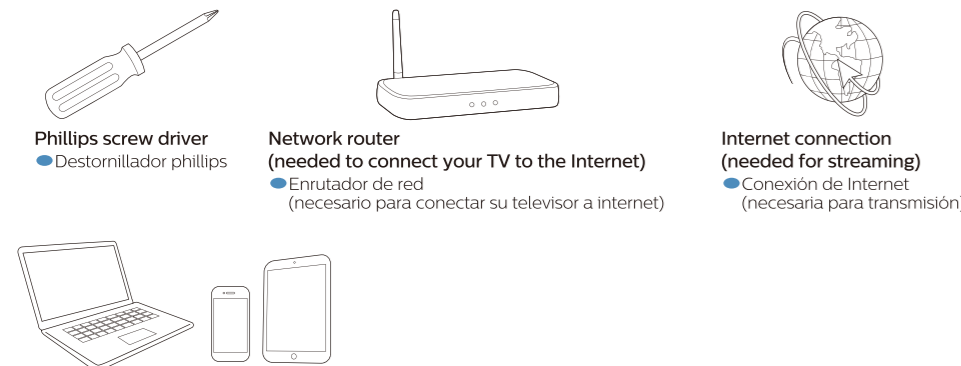 Phillips screw driver
Destornillador phillips
Network router
(needed to connect your TV to the Internet)
Enrutador de red
(necesario para conectar su televisor a internet)
Internet connection
(needed for streaming)
Conexión de Internet
(necesaria para transmisión)